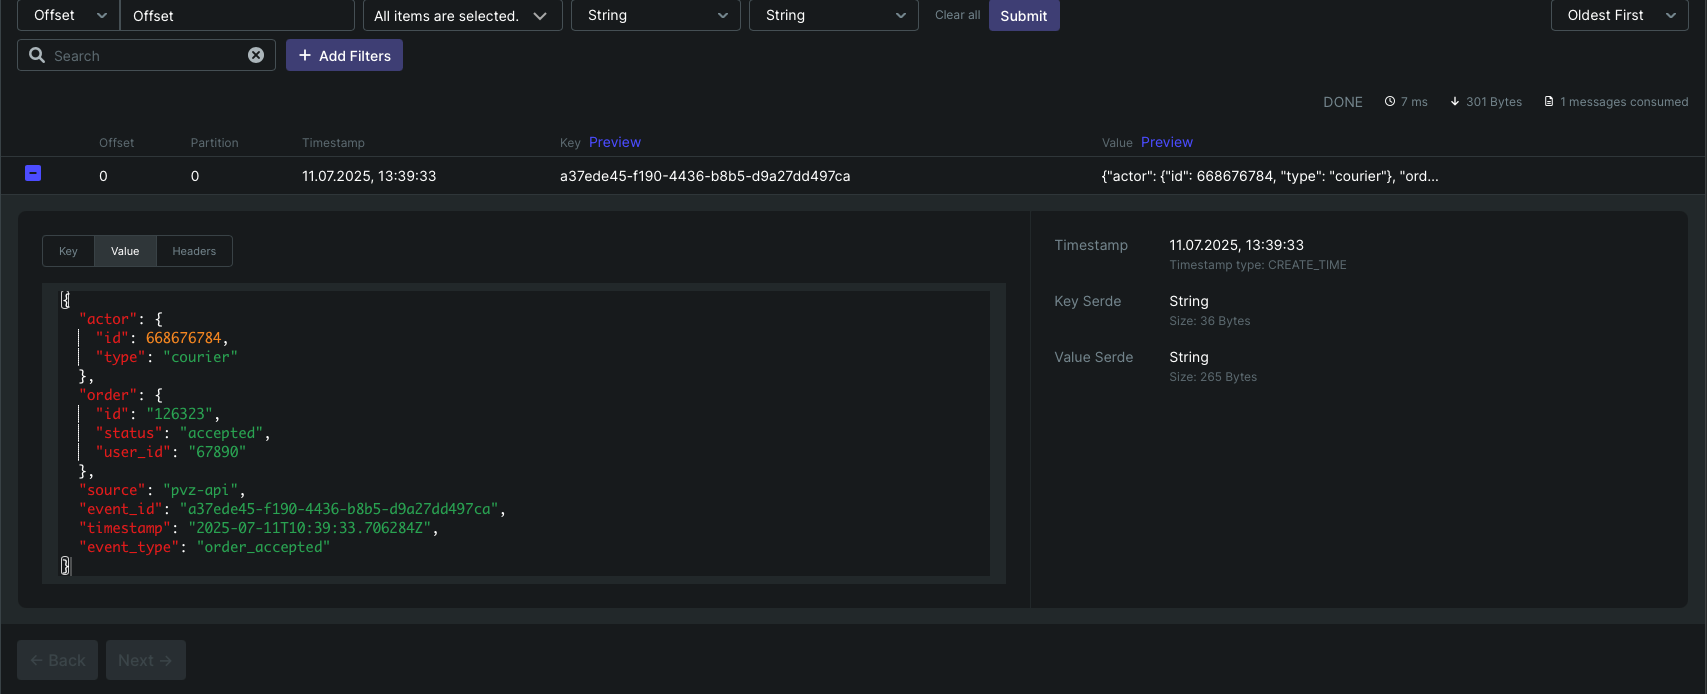 Offset Offset All items are selected. String String Clear all Submit Oldest First
Search + Add Filters
DONE 7 ms 301 Bytes 1 messages consumed
Offset Partition Timestamp Key Preview Value Preview
0 0 11.07.2025, 13:39:33 a37ede45-f190-4436-b8b5-d9a27dd497ca {"actor": {"id": 668676784, "type": "courier"}, "ord...
Key Value Headers
{
"actor": {
"id": 668676784,
"type": "courier"
},
"order": {
"id": "126323",
"status": "accepted",
"user_id": "67890"
},
"source": "pvz-api",
"event_id": "a37ede45-f190-4436-b8b5-d9a27dd497ca",
"timestamp": "2025-07-11T10:39:33.706284Z",
"event_type": "order_accepted"
}
Timestamp 11.07.2025, 13:39:33
Timestamp type: CREATE_TIME
Key Serde String
Size: 36 Bytes
Value Serde String
Size: 265 Bytes
← Back Next →